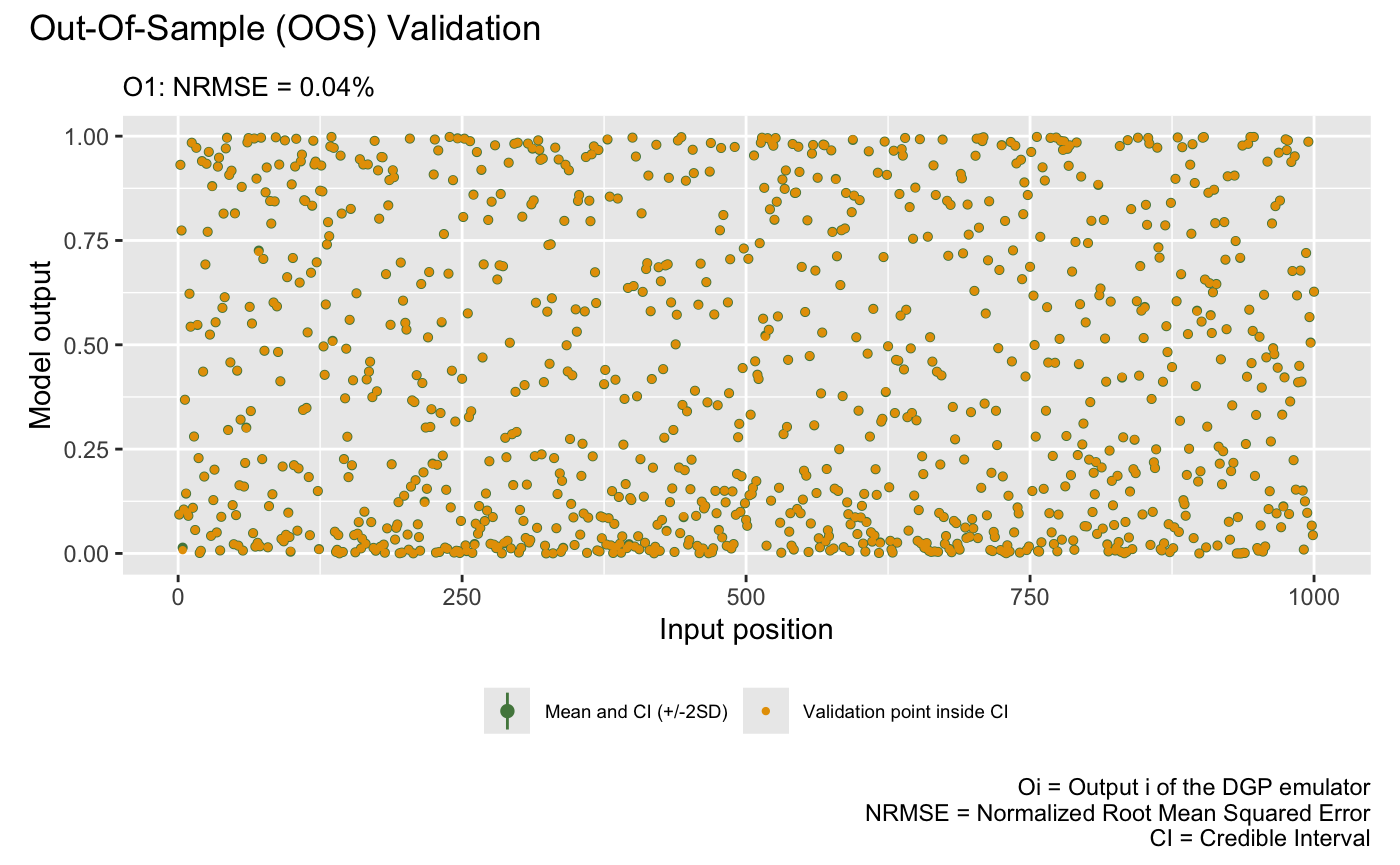 Out-Of-Sample (OOS) Validation
O1: NRMSE = 0.04%
1.00
0.75
0.50
0.25
0.00
Model output
0 250 500 750 1000
Input position
Mean and CI (+/-2SD) Validation point inside CI
Oi = Output i of the DGP emulator
NRMSE = Normalized Root Mean Squared Error
CI = Credible Interval